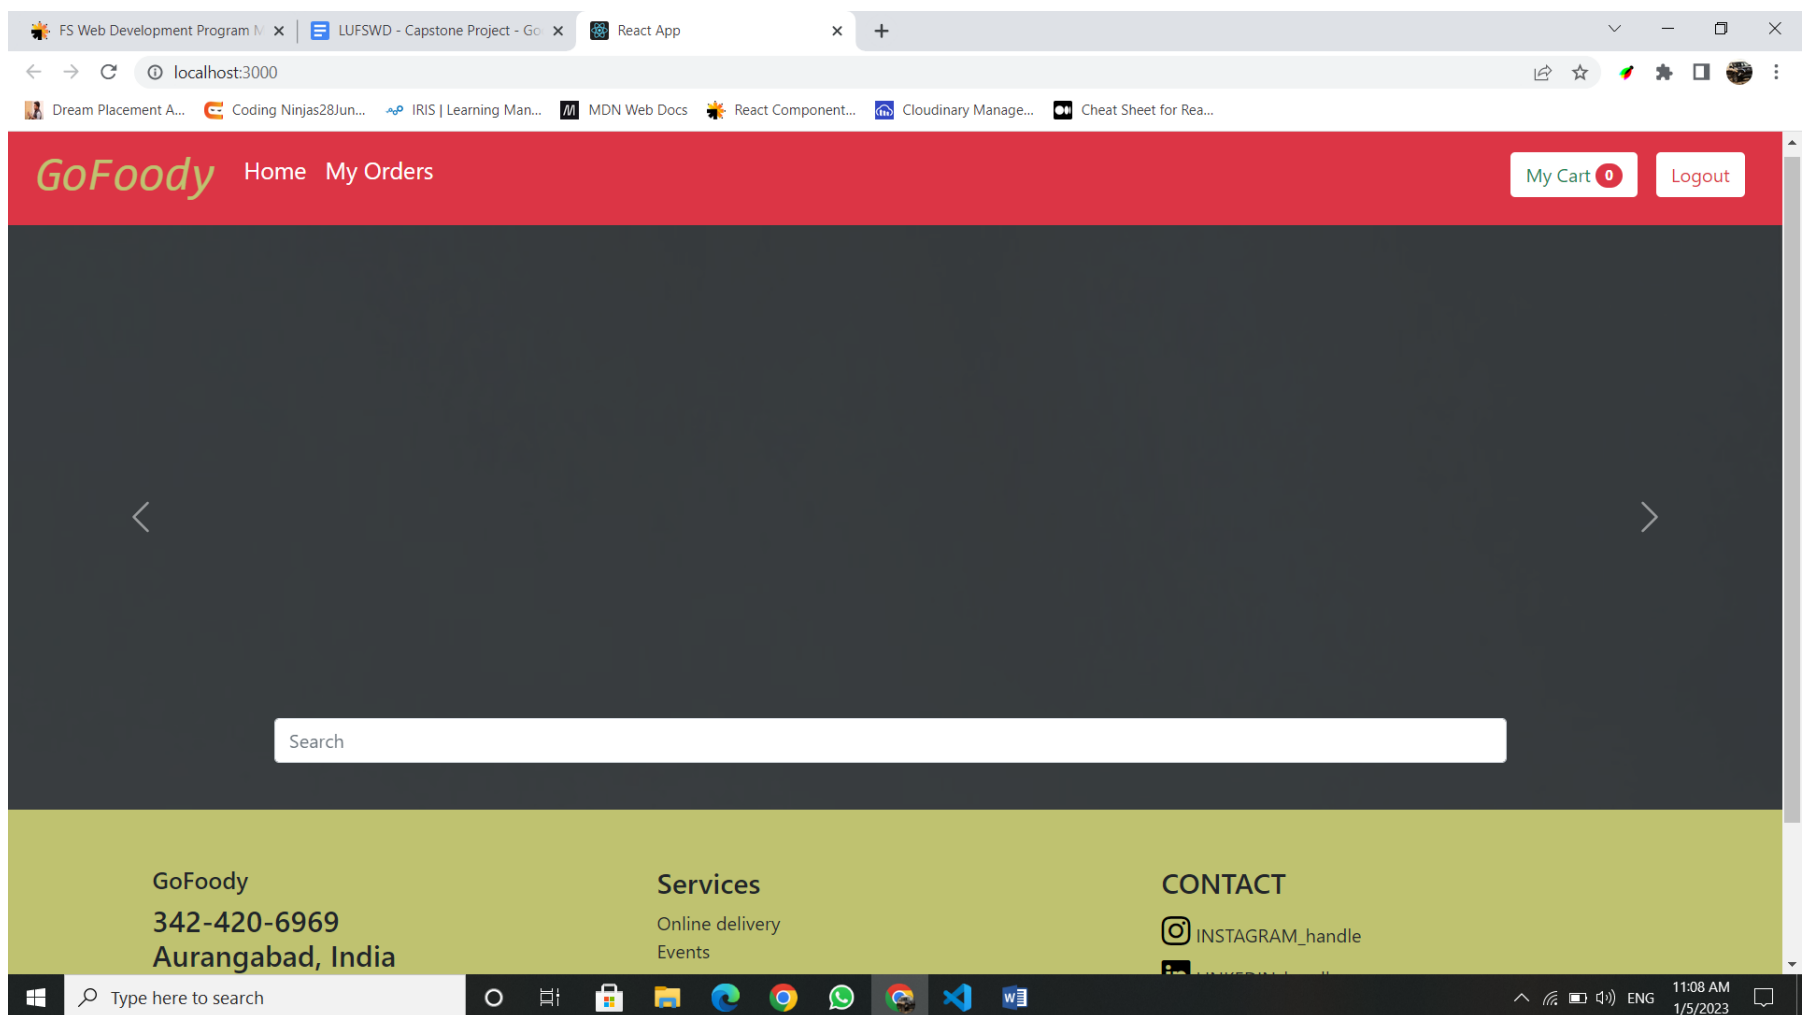 FS Web Development Program M
LUFSWD - Capstone Project - Go
React App
localhost:3000
Dream Placement A...
Coding Ninjas28Jun...
IRIS | Learning Man...
MDN Web Docs
React Component...
Cloudinary Manage...
Cheat Sheet for Rea...
GoFoody
Home
My Orders
My Cart 0
Logout
Search
GoFoody
342-420-6969
Aurangabad, India
Services
Online delivery
Events
CONTACT
INSTAGRAM_handle
Type here to search
ENG
11:08 AM
1/5/2023